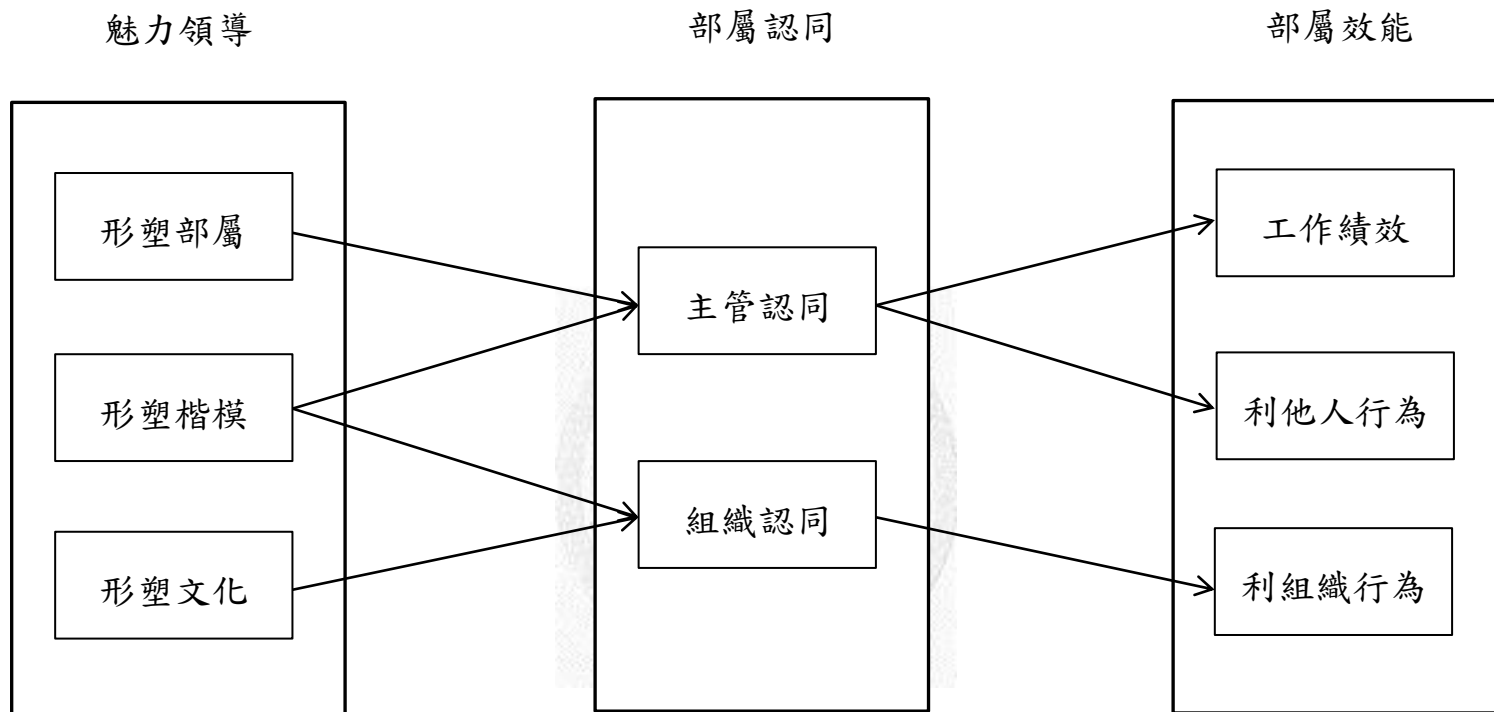 魅力領導 部屬認同 部屬效能
形塑部屬
形塑楷模
形塑文化
主管認同
組織認同
工作績效
利他人行為
利組織行為